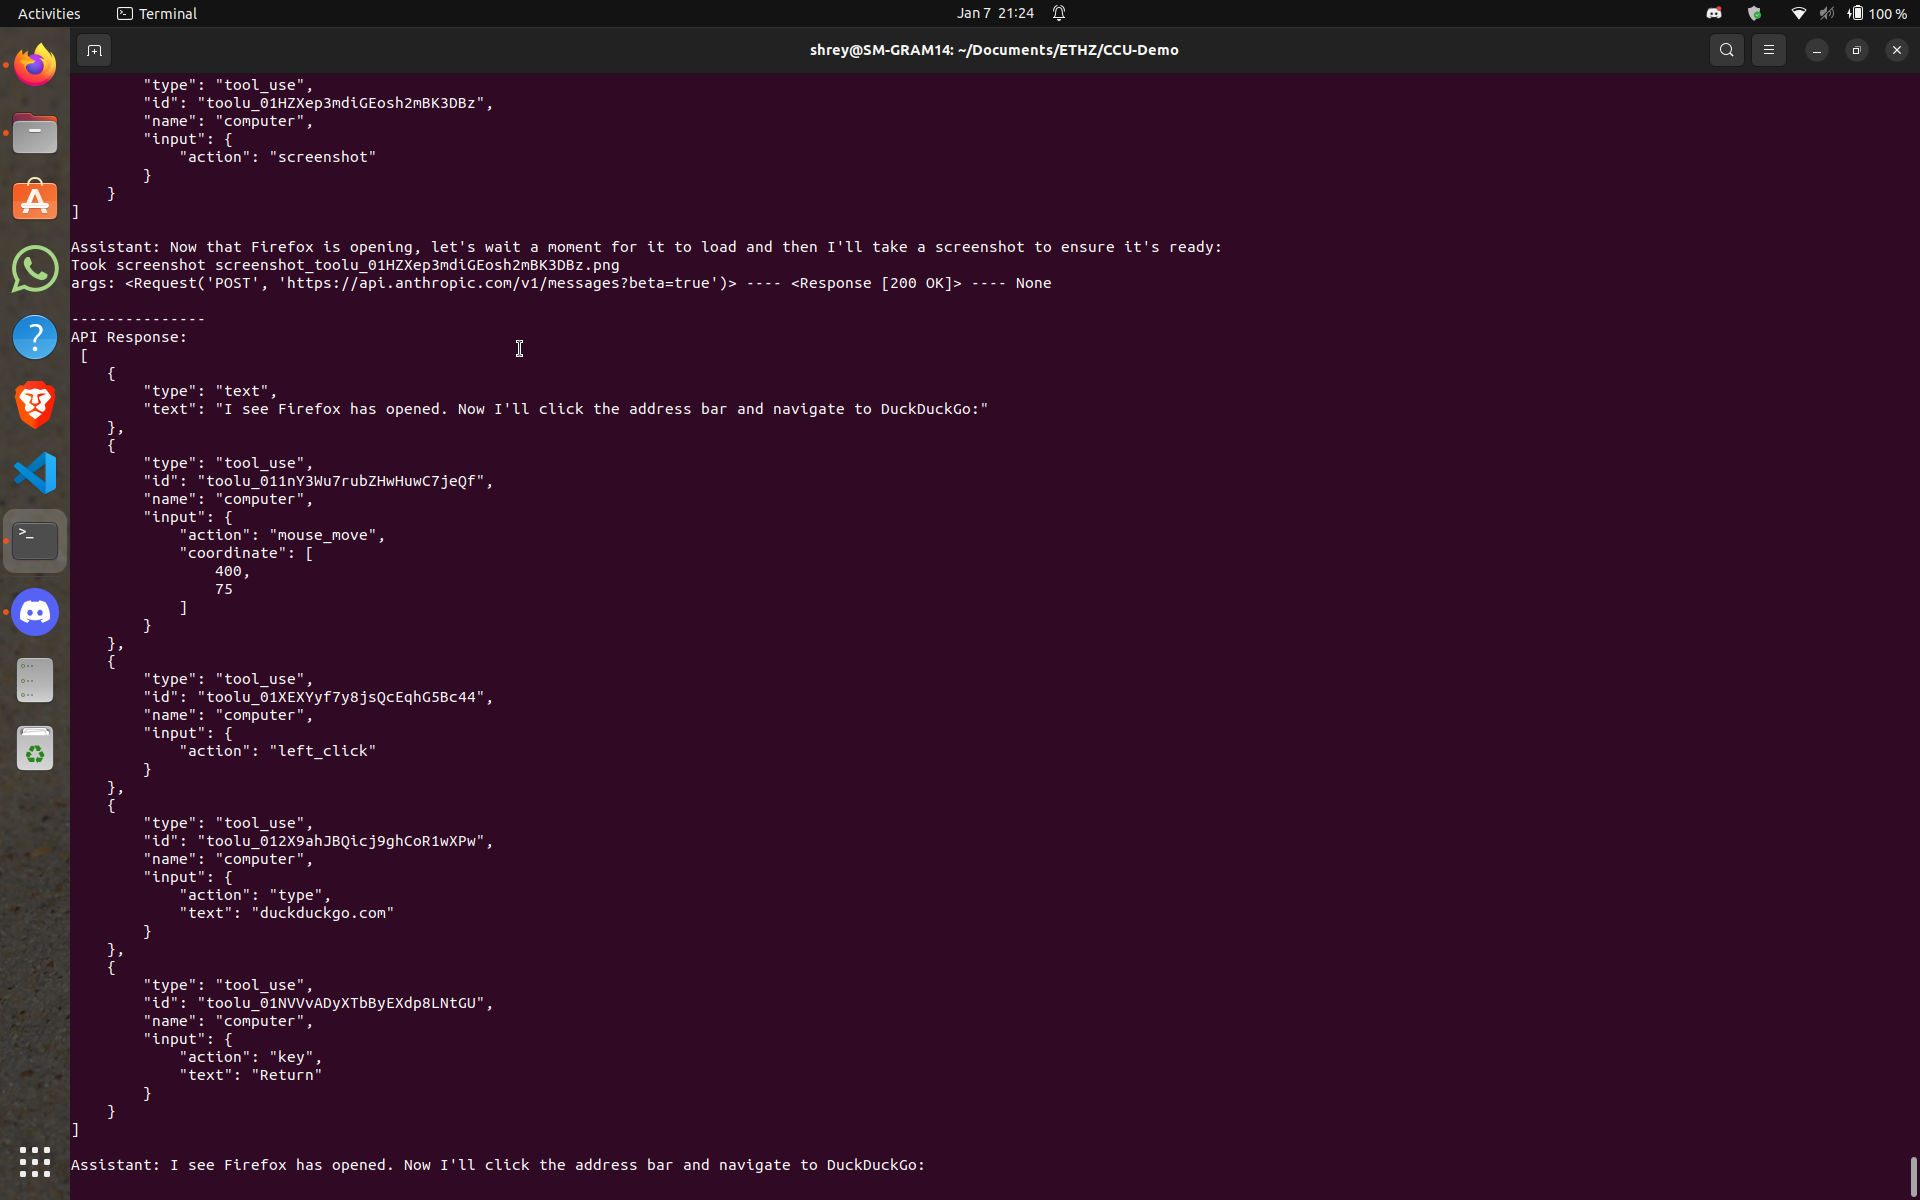 Activities
Terminal
Jan 7 21:24
100 %
shrey@SM-GRAM14: ~/Documents/ETHZ/CCU-Demo
"type": "tool_use",
"id": "toolu_01HZXep3mdiGEosh2mBK3DBz",
"name": "computer",
"input": {
"action": "screenshot"
}
}
]
Assistant: Now that Firefox is opening, let's wait a moment for it to load and then I'll take a screenshot to ensure it's ready:
Took screenshot screenshot_toolu_01HZXep3mdiGEosh2mBK3DBz.png
args: <Request('POST', 'https://api.anthropic.com/v1/messages?beta=true')> ---- <Response [200 OK]> ---- None
---------------
API Response:
[
{
"type": "text",
"text": "I see Firefox has opened. Now I'll click the address bar and navigate to DuckDuckGo:"
},
{
"type": "tool_use",
"id": "toolu_011nY3Wu7rubZHwHuwC7jeQf",
"name": "computer",
"input": {
"action": "mouse_move",
"coordinate": [
400,
75
]
}
},
{
"type": "tool_use",
"id": "toolu_01XEXYyf7y8jsQcEqhG5Bc44",
"name": "computer",
"input": {
"action": "left_click"
}
},
{
"type": "tool_use",
"id": "toolu_012X9ahJBQicj9ghCoR1wXPw",
"name": "computer",
"input": {
"action": "type",
"text": "duckduckgo.com"
}
},
{
"type": "tool_use",
"id": "toolu_01NVVvADyXTbByEXdp8LNtGU",
"name": "computer",
"input": {
"action": "key",
"text": "Return"
}
}
]
Assistant: I see Firefox has opened. Now I'll click the address bar and navigate to DuckDuckGo: